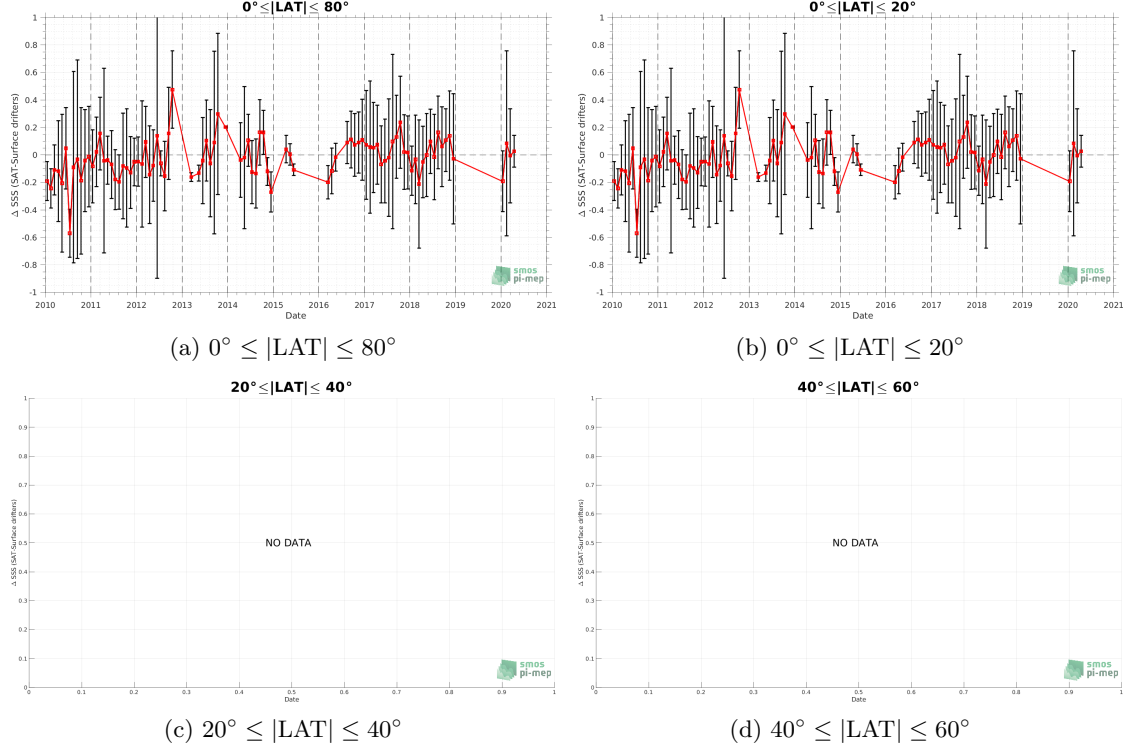 0°≤|LAT|≤ 80°
1
0.8
0.6
0.4
0.2
0
-0.2
-0.4
-0.6
-0.8
-1
Δ SSS (SAT-Surface drifters)
2010 2011 2012 2013 2014 2015 2016 2017 2018 2019 2020 2021
Date
smos
pi-mep
(a) 0° ≤ |LAT| ≤ 80°
0°≤|LAT|≤ 20°
1
0.8
0.6
0.4
0.2
0
-0.2
-0.4
-0.6
-0.8
-1
Δ SSS (SAT-Surface drifters)
2010 2011 2012 2013 2014 2015 2016 2017 2018 2019 2020 2021
Date
smos
pi-mep
(b) 0° ≤ |LAT| ≤ 20°
20°≤|LAT|≤ 40°
1
0.9
0.8
0.7
0.6
0.5
0.4
0.3
0.2
0.1
0
Δ SSS (SAT-Surface drifters)
NO DATA
0 0.1 0.2 0.3 0.4 0.5 0.6 0.7 0.8 0.9 1
Date
smos
pi-mep
(c) 20° ≤ |LAT| ≤ 40°
40°≤|LAT|≤ 60°
1
0.9
0.8
0.7
0.6
0.5
0.4
0.3
0.2
0.1
0
Δ SSS (SAT-Surface drifters)
NO DATA
0 0.1 0.2 0.3 0.4 0.5 0.6 0.7 0.8 0.9 1
Date
smos
pi-mep
(d) 40° ≤ |LAT| ≤ 60°